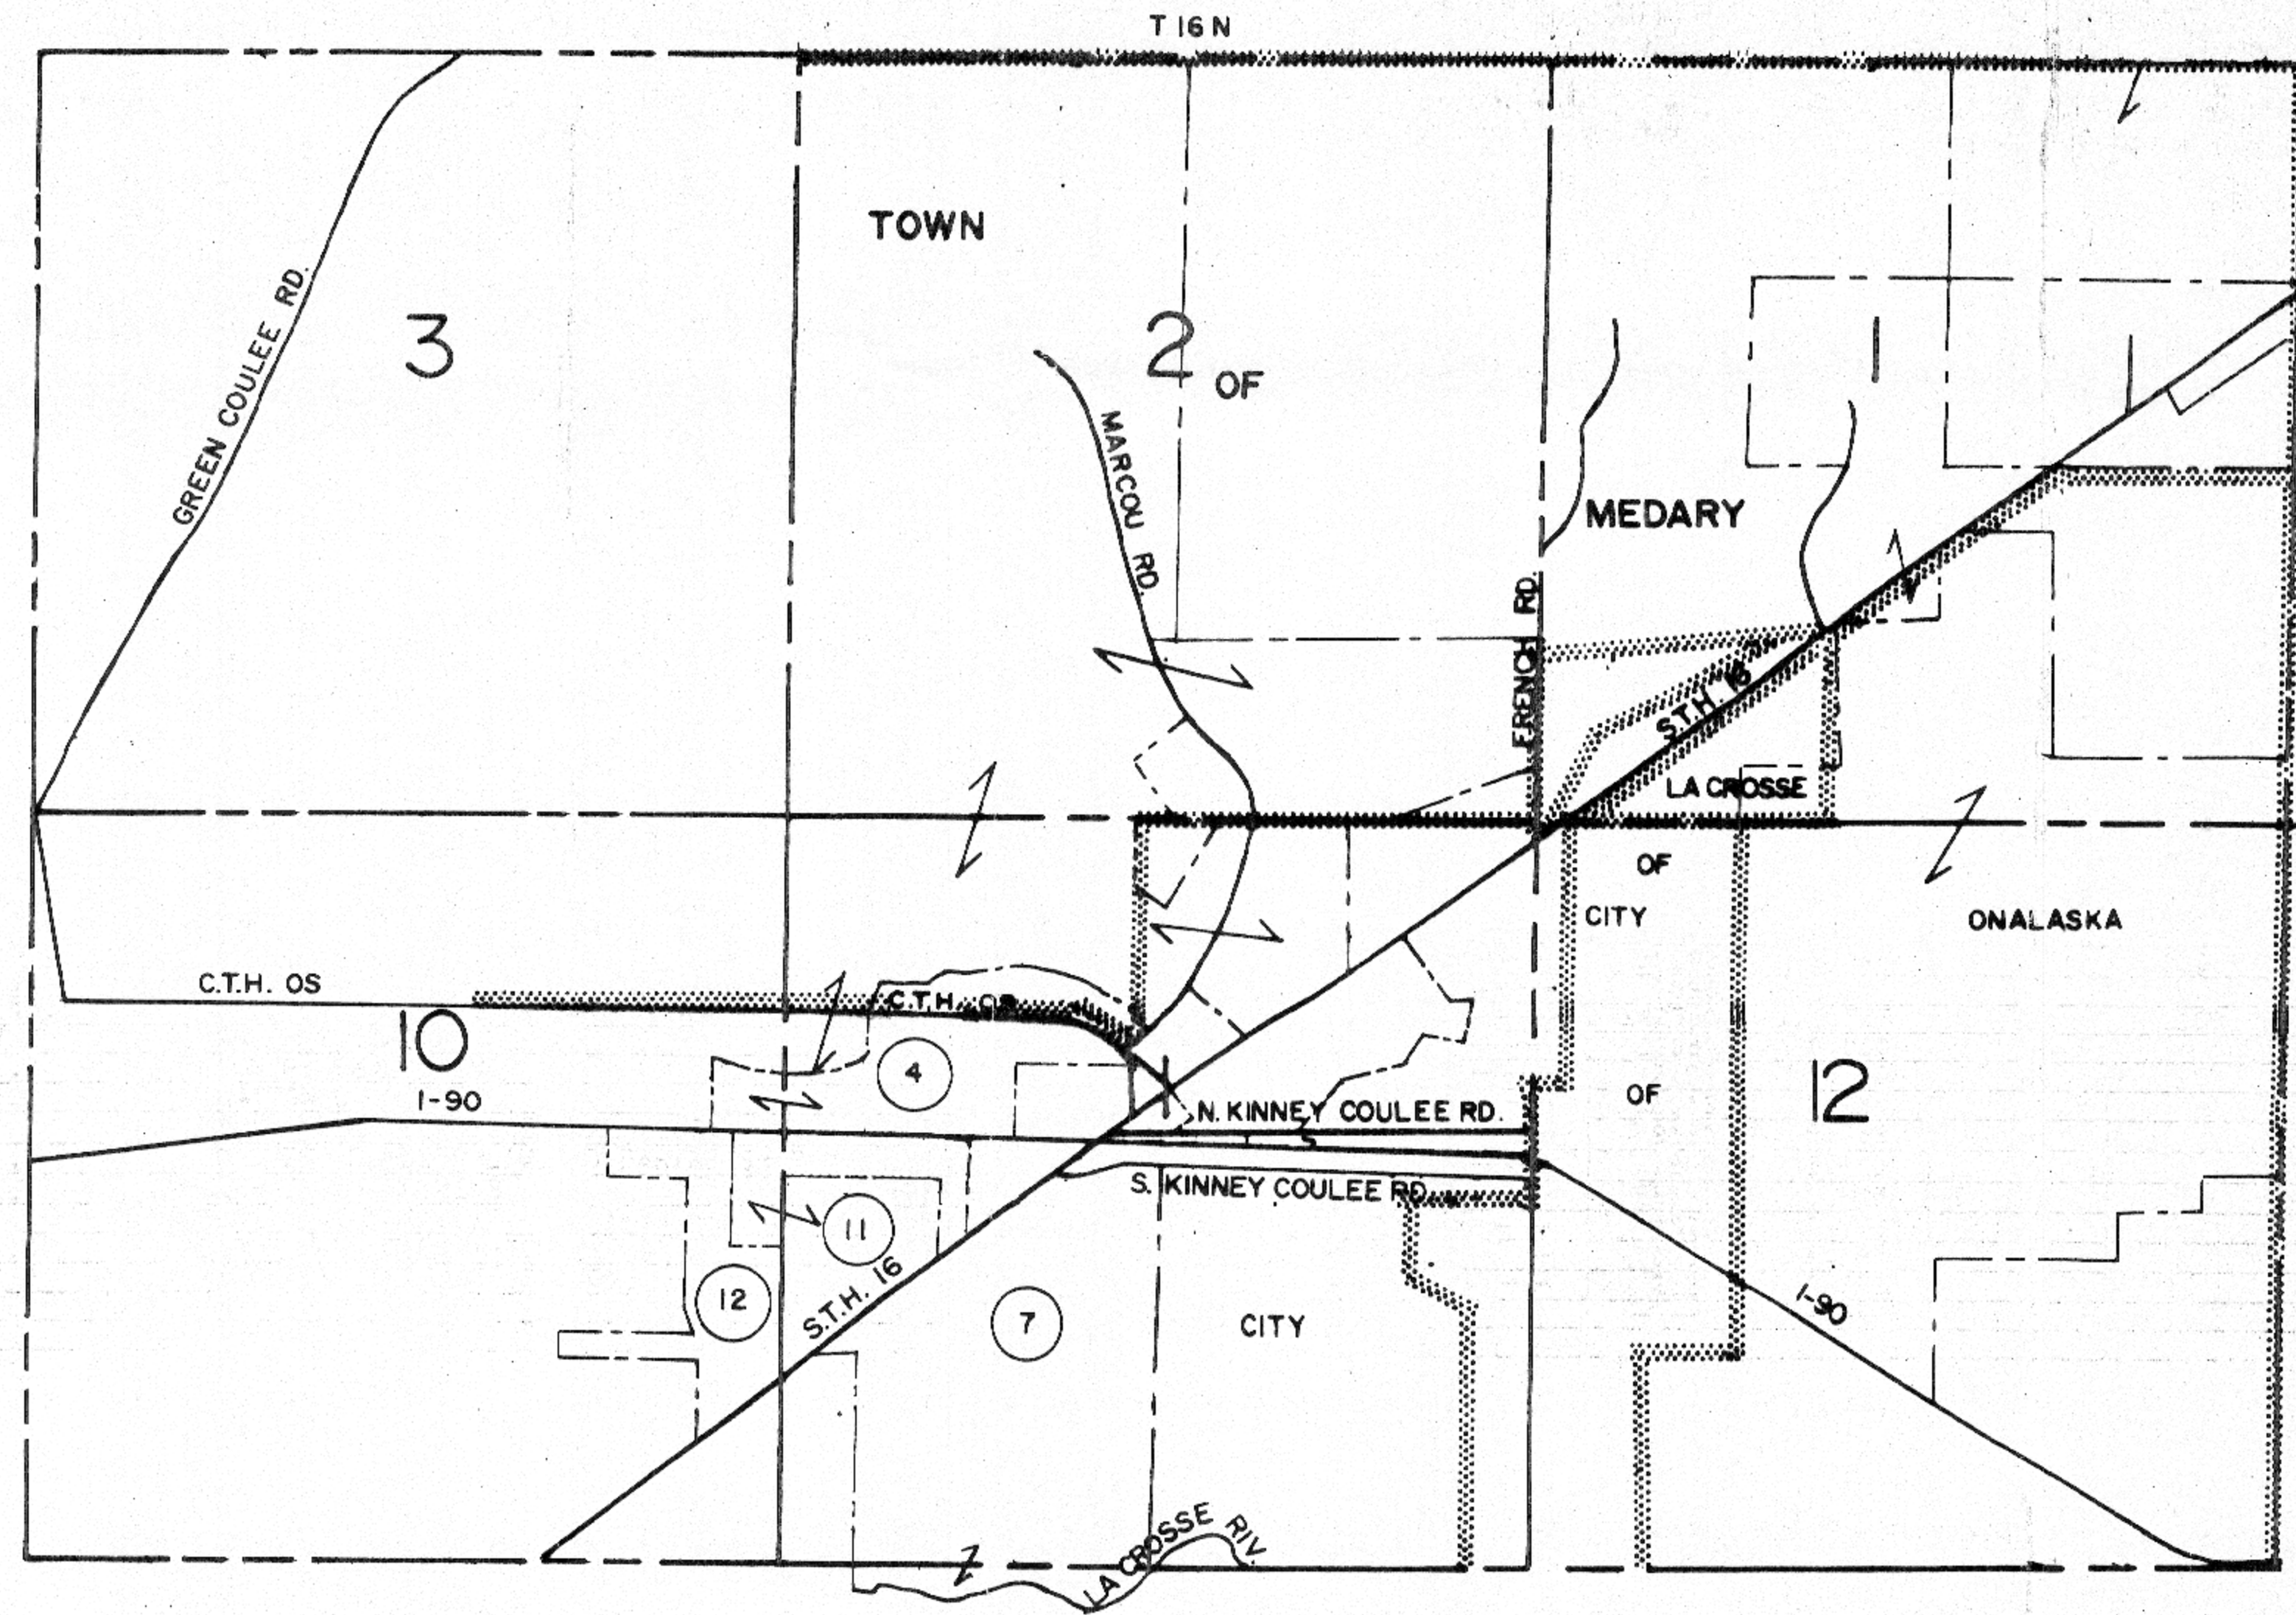 T 16 N
TOWN
GREEN COULEE RD.
3
2
OF
1
MARCOU RD.
MEDARY
FRENCH RD.
S.T.H. 16
LA CROSSE
OF
CITY
ONALASKA
C.T.H. OS
C.T.H. OS
10
4
I-90
N. KINNEY COULEE RD.
OF
12
S. KINNEY COULEE RD.
11
12
S.T.H. 16
7
CITY
I-90
LA CROSSE RIV.